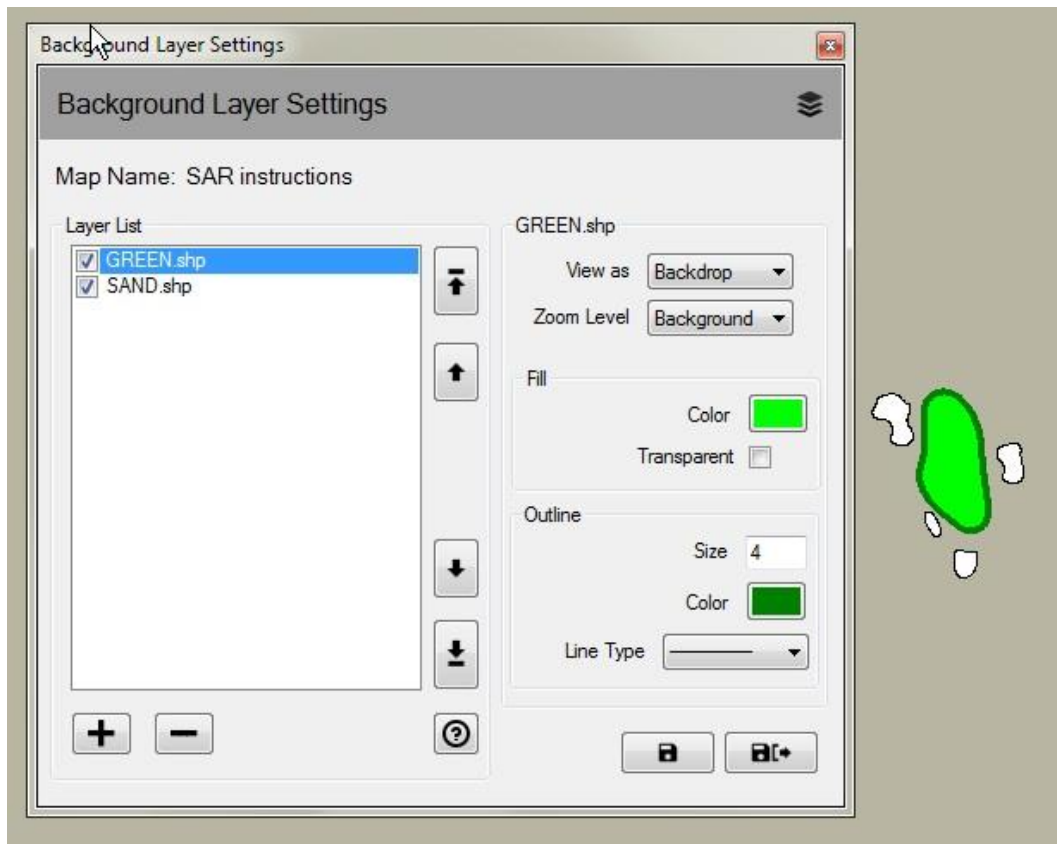 Background Layer Settings
Background Layer Settings
Map Name: SAR instructions
Layer List
GREEN.shp
SAND.shp
GREEN.shp
View as Backdrop
Zoom Level Background
Fill
Color
Transparent
Outline
Size 4
Color
Line Type